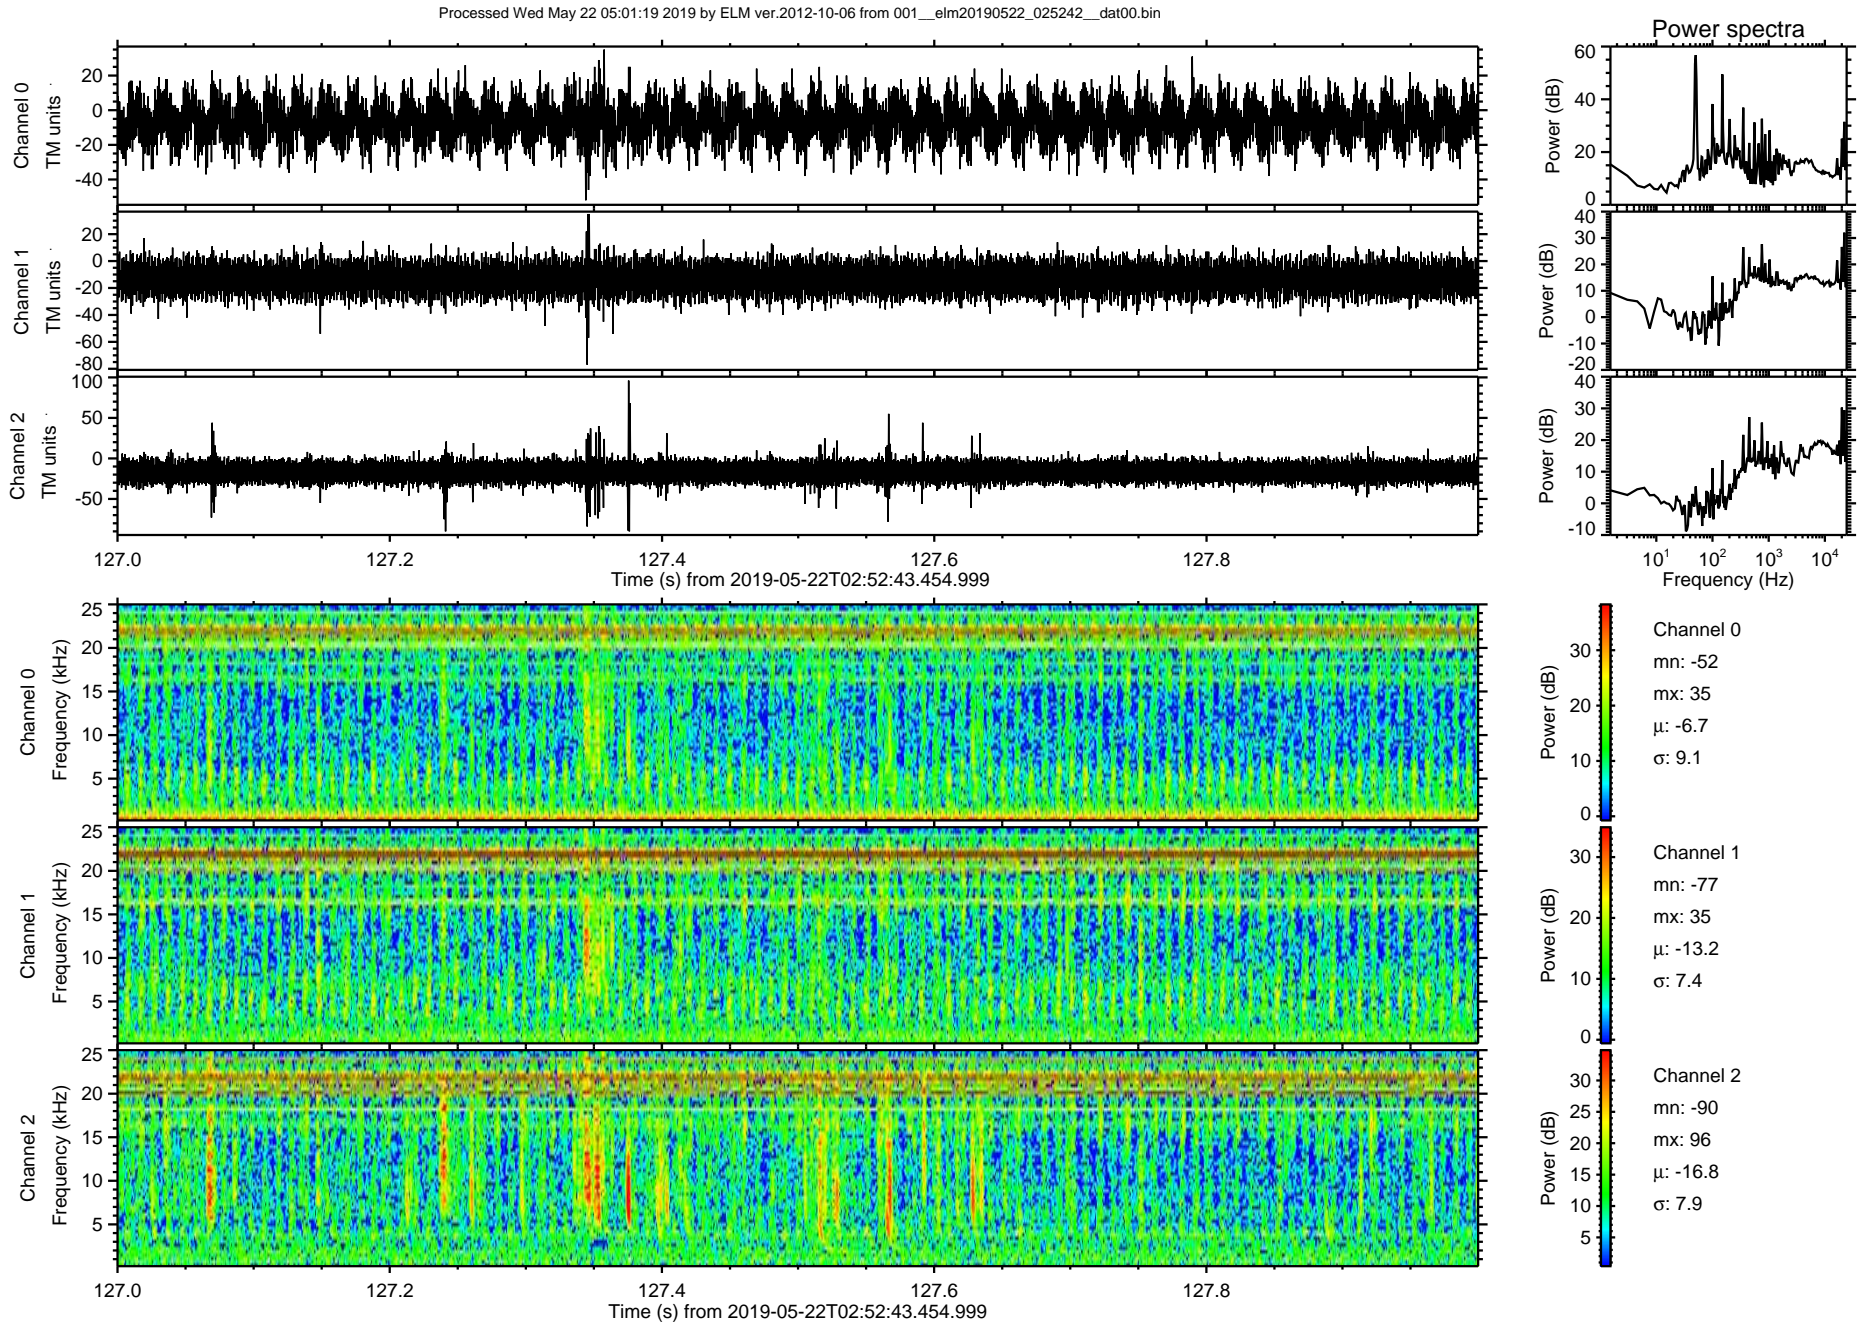 Processed Wed May 22 05:01:19 2019 by ELM ver.2012-10-06 from 001__elm20190522_025242__dat00.bin
Power spectra
Channel 0
TM units
20
0
-20
-40
Power (dB)
60
40
20
0
Channel 1
TM units
20
0
-20
-40
-60
-80
Power (dB)
40
30
20
10
0
-10
-20
Channel 2
TM units
100
50
0
-50
Power (dB)
40
30
20
10
0
-10
127.0 127.2 127.4 127.6 127.8
Time (s) from 2019-05-22T02:52:43.454.999
10^1 10^2 10^3 10^4
Frequency (Hz)
Channel 0
Frequency (kHz)
25
20
15
10
5
Power (dB)
30
20
10
0
Channel 0
mn: -52
mx: 35
μ: -6.7
σ: 9.1
Channel 1
Frequency (kHz)
25
20
15
10
5
Power (dB)
30
20
10
0
Channel 1
mn: -77
mx: 35
μ: -13.2
σ: 7.4
Channel 2
Frequency (kHz)
25
20
15
10
5
Power (dB)
30
25
20
15
10
5
Channel 2
mn: -90
mx: 96
μ: -16.8
σ: 7.9
127.0 127.2 127.4 127.6 127.8
Time (s) from 2019-05-22T02:52:43.454.999